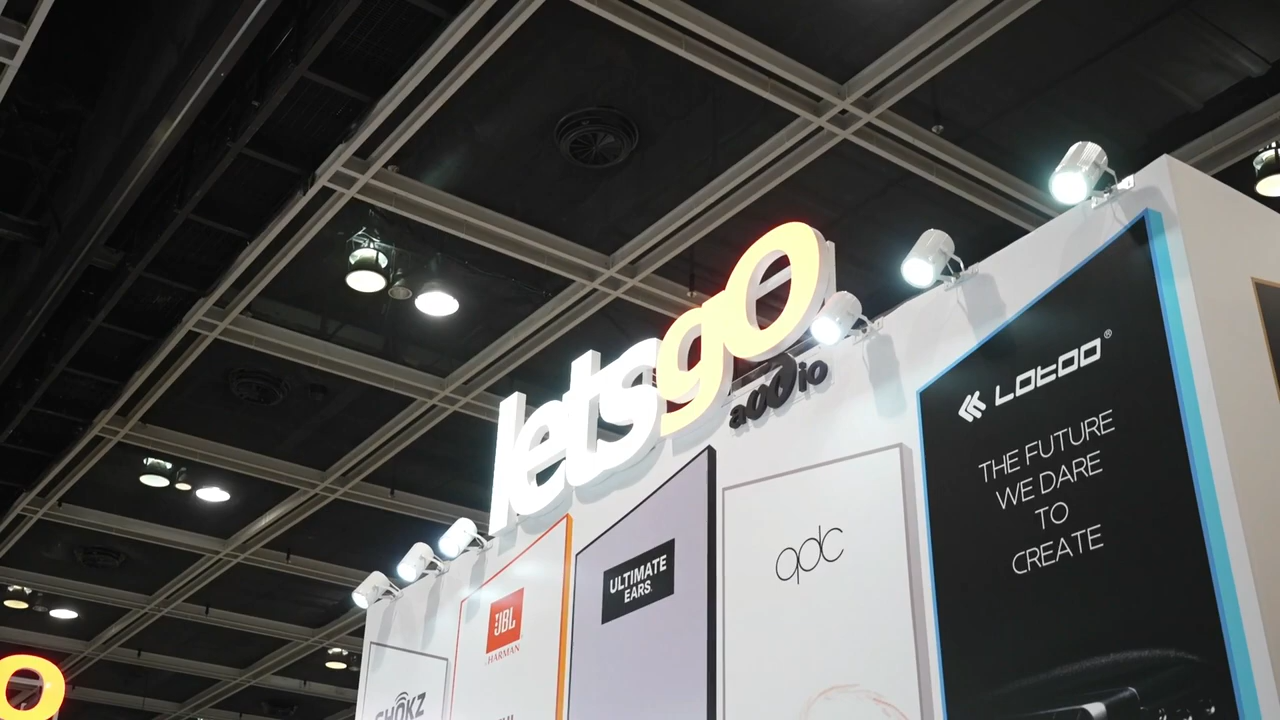 letsgo
audio
LOTOO®
THE FUTURE
WE DARE
TO
CREATE
qdc
ULTIMATE
EARS
JBL
HARMAN
SHOKZ